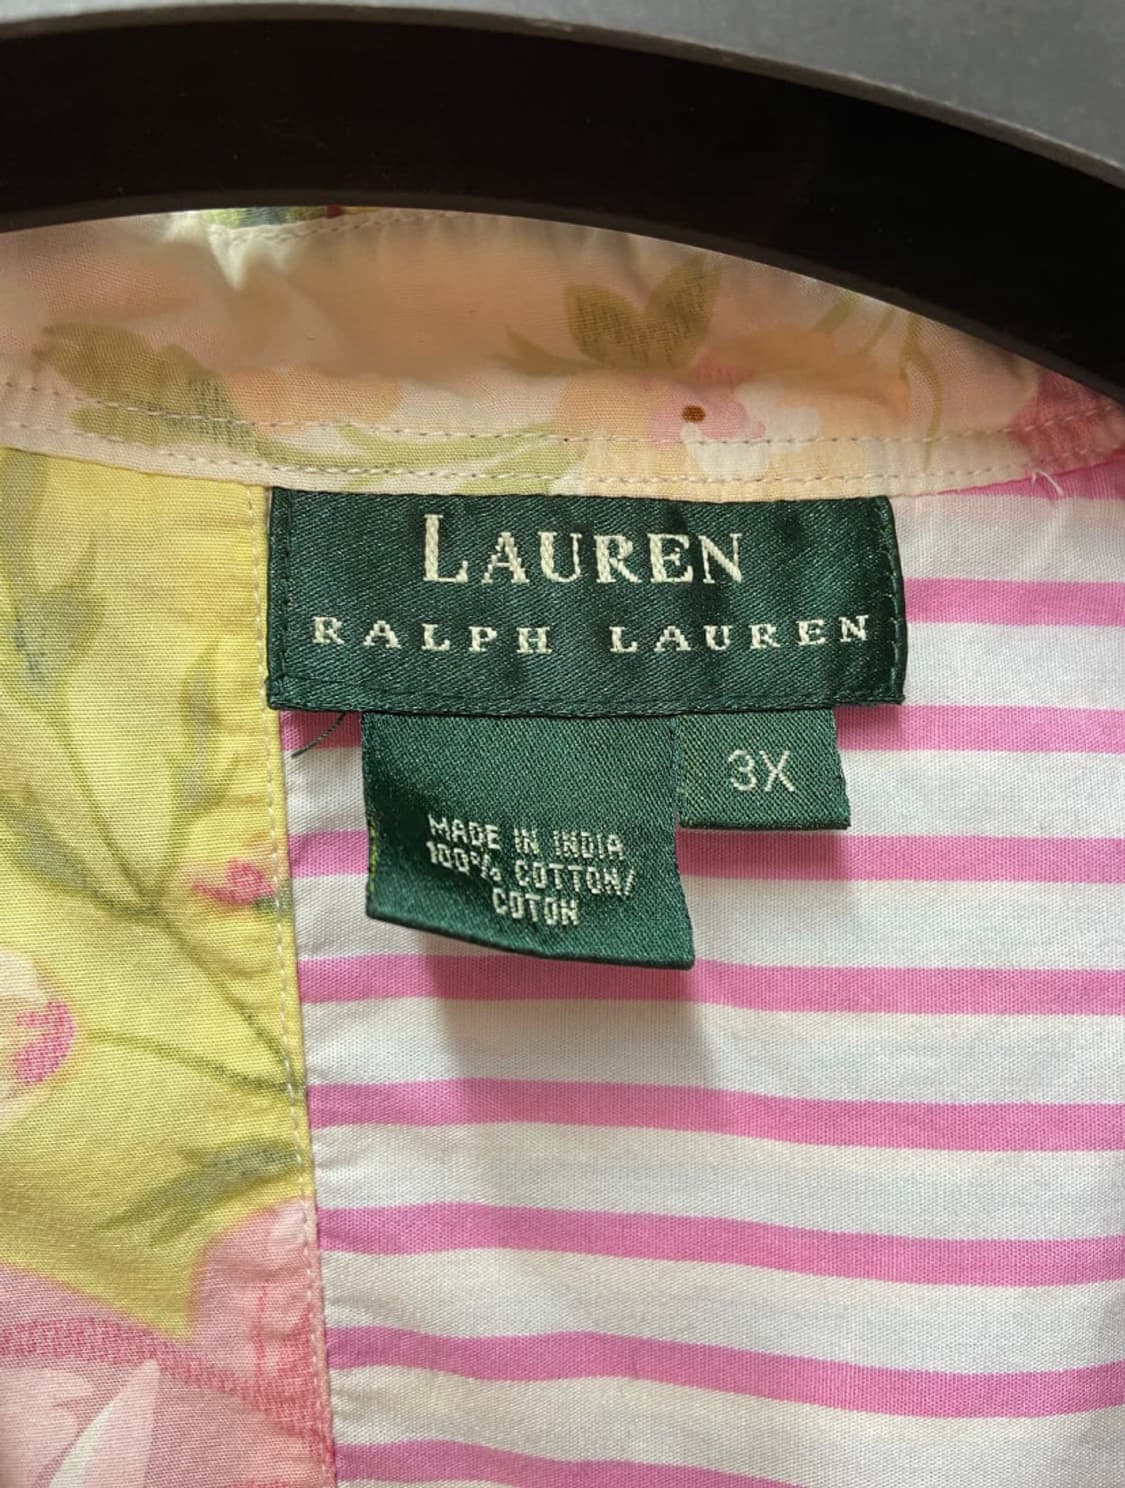 LAUREN
RALPH LAUREN
3X
MADE IN INDIA
100% COTTON/
COTON